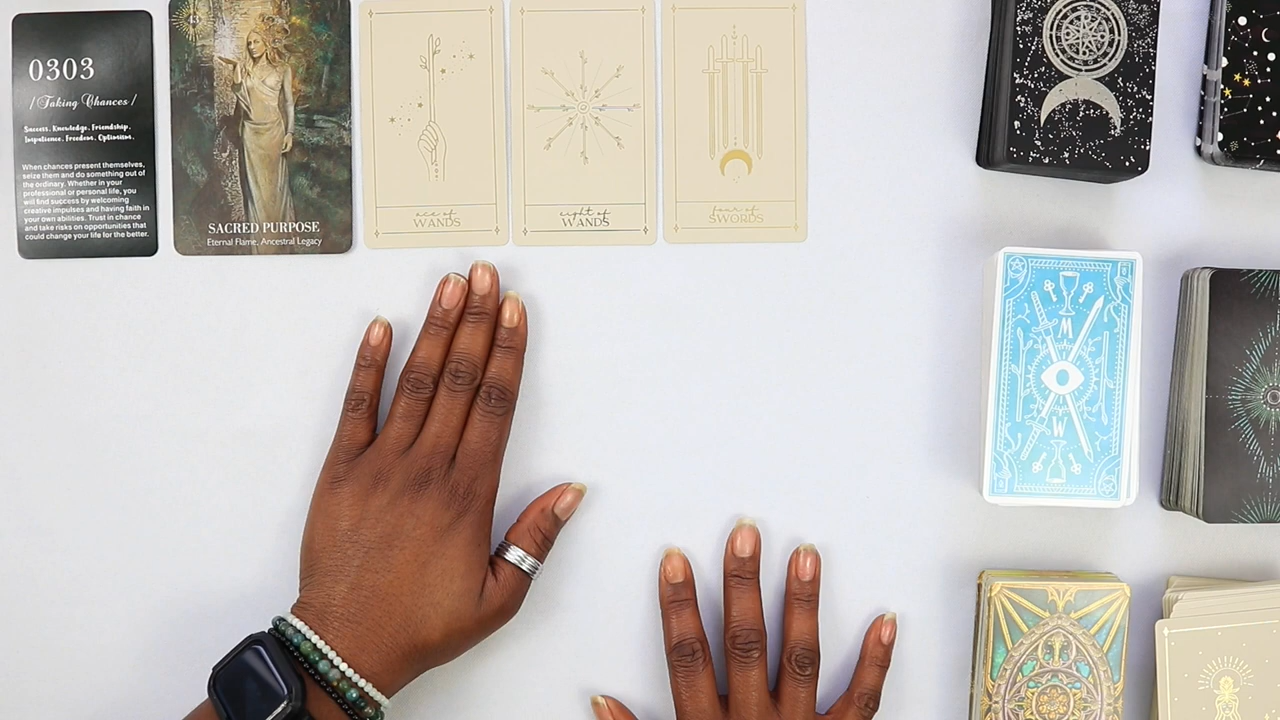 0303
/Taking Chances/
Success. Knowledge. Friendship.
Impatience. Freedom. Optimism.
When chances present themselves,
seize them and do something out of
the ordinary. Whether in your
professional or personal life, you
will find success by welcoming
creative impulses and having faith in
your own abilities. Trust in chance
and take risks on opportunities that
could change your life for the better.
13
SACRED PURPOSE
Eternal Flame, Ancestral Legacy
ace of
WANDS
eight of
WANDS
four of
SWORDS
M
W